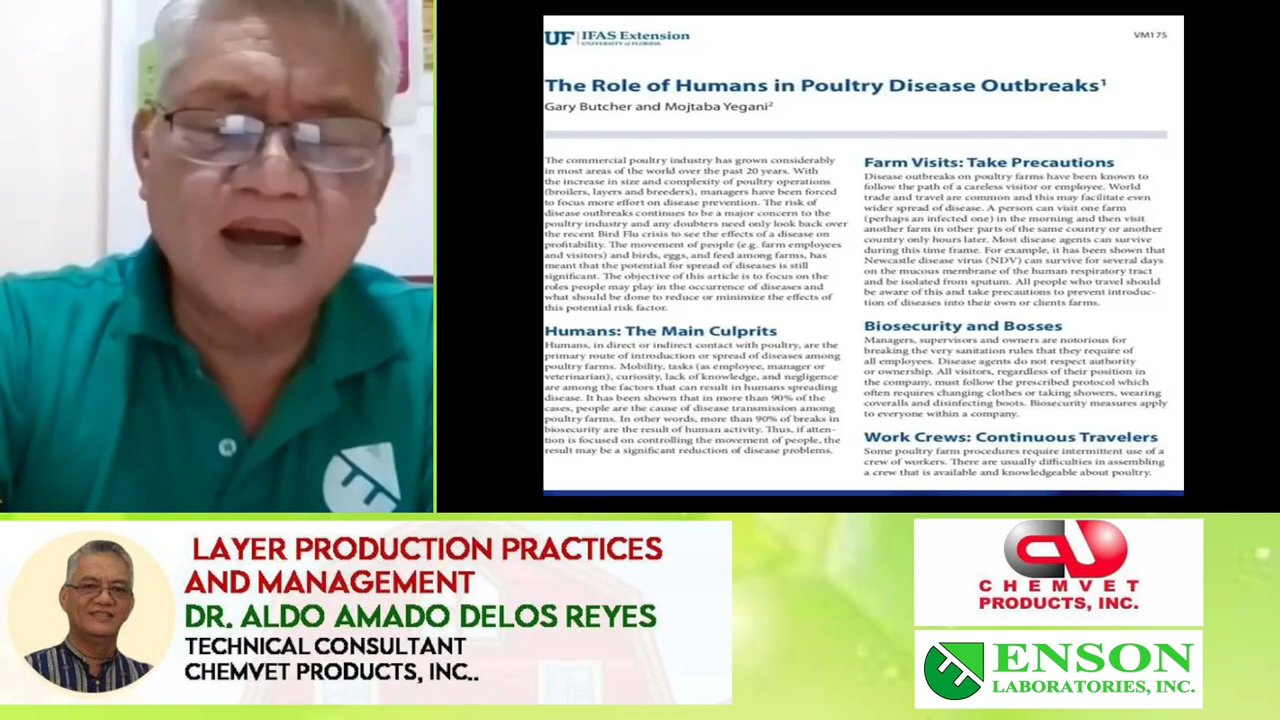 UF IFAS Extension
UNIVERSITY of FLORIDA
VM175
The Role of Humans in Poultry Disease Outbreaks¹
Gary Butcher and Mojtaba Yegani²
The commercial poultry industry has grown considerably
in most areas of the world over the past 20 years. With
the increase in size and complexity of poultry operations
(broilers, layers and breeders), managers have been forced
to focus more effort on disease prevention. The risk of
disease outbreaks continues to be a major concern to the
poultry industry and any doubters need only look back over
the recent Bird Flu crisis to see the effects of a disease on
profitability. The movement of people (e.g. farm employees
and visitors) and birds, eggs, and feed among farms, has
meant that the potential for spread of diseases is still
significant. The objective of this article is to focus on the
roles people may play in the occurrence of diseases and
what should be done to reduce or minimize the effects of
this potential risk factor.
Humans: The Main Culprits
Humans, in direct or indirect contact with poultry, are the
primary route of introduction or spread of diseases among
poultry farms. Mobility, tasks (as employee, manager or
veterinarian), curiosity, lack of knowledge, and negligence
are among the factors that can result in humans spreading
disease. It has been shown that in more than 90% of the
cases, people are the cause of disease transmission among
poultry farms. In other words, more than 90% of breaks in
biosecurity are the result of human activity. Thus, if atten-
tion is focused on controlling the movement of people, the
result may be a significant reduction of disease problems.
Farm Visits: Take Precautions
Disease outbreaks on poultry farms have been known to
follow the path of a careless visitor or employee. World
trade and travel are common and this may facilitate even
wider spread of disease. A person can visit one farm
(perhaps an infected one) in the morning and then visit
another farm in other parts of the same country or another
country only hours later. Most disease agents can survive
during this time frame. For example, it has been shown that
Newcastle disease virus (NDV) can survive for several days
on the mucous membrane of the human respiratory tract
and be isolated from sputum. All people who travel should
be aware of this and take precautions to prevent introduc-
tion of diseases into their own or clients farms.
Biosecurity and Bosses
Managers, supervisors and owners are notorious for
breaking the very sanitation rules that they require of
all employees. Disease agents do not respect authority
or ownership. All visitors, regardless of their position in
the company, must follow the prescribed protocol which
often requires changing clothes or taking showers, wearing
coveralls and disinfecting boots. Biosecurity measures apply
to everyone within a company.
Work Crews: Continuous Travelers
Some poultry farm procedures require intermittent use of a
crew of workers. There are usually difficulties in assembling
a crew that is available and knowledgeable about poultry.
LAYER PRODUCTION PRACTICES
AND MANAGEMENT
DR. ALDO AMADO DELOS REYES
TECHNICAL CONSULTANT
CHEMVET PRODUCTS, INC..
CHEMVET
PRODUCTS, INC.
ENSON
LABORATORIES, INC.